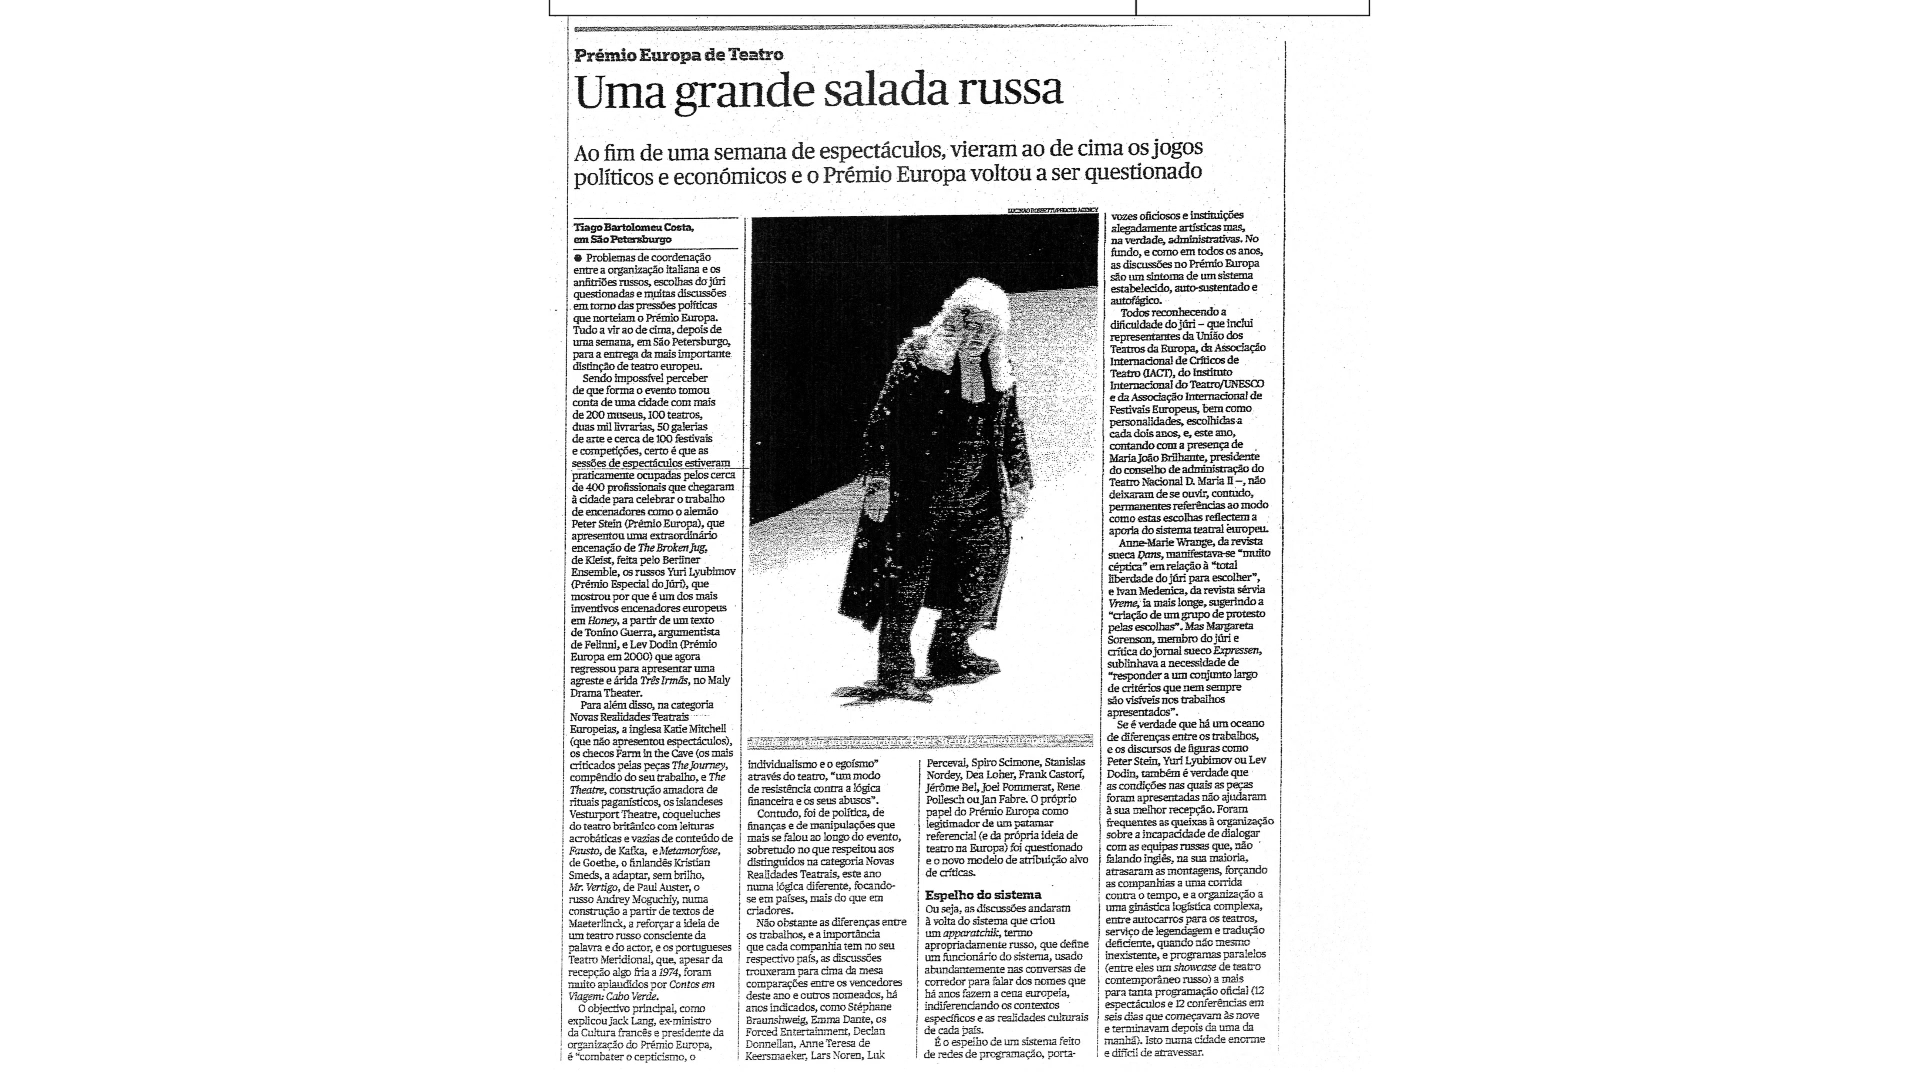 Prémio Europa de Teatro
Uma grande salada russa
Ao fim de uma semana de espectáculos, vieram ao de cima os jogos
políticos e económicos e o Prémio Europa voltou a ser questionado
Tiago Bartolomeu Costa,
em São Petersburgo
● Problemas de coordenação
entre a organização italiana e os
anfitriões russos, escolhas do júri
questionadas e muitas discussões
em torno das pressões políticas
que norteiam o Prémio Europa.
Tudo a vir ao de cima, depois de
uma semana, em São Petersburgo,
para a entrega da mais importante
distinção de teatro europeu.
Sendo impossível perceber
de que forma o evento tomou
conta de uma cidade com mais
de 200 museus, 100 teatros,
duas mil livrarias, 50 galerias
de arte e cerca de 100 festivais
e competições, certo é que as
sessões de espectáculos estiveram
praticamente ocupadas pelos cerca
de 400 profissionais que chegaram
à cidade para celebrar o trabalho
de encenadores como o alemão
Peter Stein (Prémio Europa), que
apresentou uma extraordinário
encenação de The Broken Jug,
de Kleist, feita pelo Berliner
Ensemble, os russos Yuri Lyubimov
(Prémio Especial do Júri), que
mostrou por que é um dos mais
inventivos encenadores europeus
em Honey, a partir de um texto
de Tonino Guerra, argumentista
de Felinni, e Lev Dodin (Prémio
Europa em 2000) que agora
regressou para apresentar uma
agreste e árida Três Irmãs, no Maly
Drama Theater.
Para além disso, na categoria
Novas Realidades Teatrais
Europeias, a inglesa Katie Mitchell
(que não apresentou espectáculos),
os checos Farm in the Cave (os mais
criticados pelas peças The Journey,
compêndio do seu trabalho, e The
Theatre, construção amadora de
rituais paganísticos, os islandeses
Vesturport Theatre, coqueluches
do teatro britânico com leituras
acrobáticas e vazias de conteúdo de
Fausto, de Kafka, e Metamorfose,
de Goethe, o finlandês Kristian
Smeds, a adaptar, sem brilho,
Mr. Vertigo, de Paul Auster, o
russo Andrey Moguchiy, numa
construção a partir de textos de
Maeterlinck, a reforçar a ideia de
um teatro russo consciente da
palavra e do actor, e os portugueses
Teatro Meridional, que, apesar da
recepção algo fria a 1974, foram
muito aplaudidos por Contos em
Viagem: Cabo Verde.
O objectivo principal, como
explicou Jack Lang, ex-ministro
da Cultura francês e presidente da
organização do Prémio Europa,
é “combater o cepticismo, o
individualismo e o egoísmo”
através do teatro, “um modo
de resistência contra a lógica
financeira e os seus abusos”.
Contudo, foi de política, de
finanças e de manipulações que
mais se falou ao longo do evento,
sobretudo no que respeitou aos
distinguidos na categoria Novas
Realidades Teatrais, este ano
numa lógica diferente, focando-
se em países, mais do que em
criadores.
Não obstante as diferenças entre
os trabalhos, e a importância
que cada companhia tem no seu
respectivo país, as discussões
trouxeram para cima da mesa
comparações entre os vencedores
deste ano e outros nomeados, há
anos indicados, como Stéphane
Braunshweig, Emma Dante, os
Forced Entertainment, Declan
Donnellan, Anne Teresa de
Keersmaeker, Lars Noren, Luk
Perceval, Spiro Scimone, Stanislas
Nordey, Dea Loher, Frank Castorf,
Jérôme Bel, Joel Pommerat, Rene
Pollesch ou Jan Fabre. O próprio
papel do Prémio Europa como
legitimador de um patamar
referencial (e da própria ideia de
teatro na Europa) foi questionado
e o novo modelo de atribuição alvo
de críticas.
Espelho do sistema
Ou seja, as discussões andaram
à volta do sistema que criou
um apparatchik, termo
apropriadamente russo, que define
um funcionário do sistema, usado
abundantemente nas conversas de
corredor para falar dos nomes que
há anos fazem a cena europeia,
indiferenciando os contextos
específicos e as realidades culturais
de cada país.
É o espelho de um sistema feito
de redes de programação, porta-
vozes oficiosos e instituições
alegadamente artísticas mas,
na verdade, administrativas. No
fundo, e como em todos os anos,
as discussões no Prémio Europa
são um sintoma de um sistema
estabelecido, auto-sustentado e
autofágico.
Todos reconhecendo a
dificuldade do júri – que inclui
representantes da União dos
Teatros da Europa, da Associação
Internacional de Críticos de
Teatro (IACT), do Instituto
Internacional do Teatro/UNESCO
e da Associação Internacional de
Festivais Europeus, bem como
personalidades, escolhidas a
cada dois anos, e, este ano,
contando com a presença de
Maria João Brilhante, presidente
do conselho de administração do
Teatro Nacional D. Maria II –, não
deixaram de se ouvir, contudo,
permanentes referências ao modo
como estas escolhas reflectem a
aporia do sistema teatral europeu.
Anne-Marie Wrange, da revista
sueca Dans, manifestava-se “muito
céptica” em relação à “total
liberdade do júri para escolher”,
e Ivan Medenica, da revista sérvia
Vreme, ia mais longe, sugerindo a
“criação de um grupo de protesto
pelas escolhas”. Mas Margareta
Sorenson, membro do júri e
crítica do jornal sueco Expressen,
sublinhava a necessidade de
“responder a um conjunto largo
de critérios que nem sempre
são visíveis nos trabalhos
apresentados”.
Se é verdade que há um oceano
de diferenças entre os trabalhos,
e os discursos de figuras como
Peter Stein, Yuri Lyubimov ou Lev
Dodin, também é verdade que
as condições nas quais as peças
foram apresentadas não ajudaram
à sua melhor recepção. Foram
frequentes as queixas à organização
sobre a incapacidade de dialogar
com as equipas russas que, não
falando inglês, na sua maioria,
atrasaram as montagens, forçando
as companhias a uma corrida
contra o tempo, e a organização a
uma ginástica logística complexa,
entre autocarros para os teatros,
serviço de legendagem e tradução
deficiente, quando não mesmo
inexistente, e programas paralelos
(entre eles um showcase de teatro
contemporâneo russo) a mais
para tanta programação oficial (12
espectáculos e 12 conferências em
seis dias que começavam às nove
e terminavam depois da uma da
manhã). Isto numa cidade enorme
e difícil de atravessar.